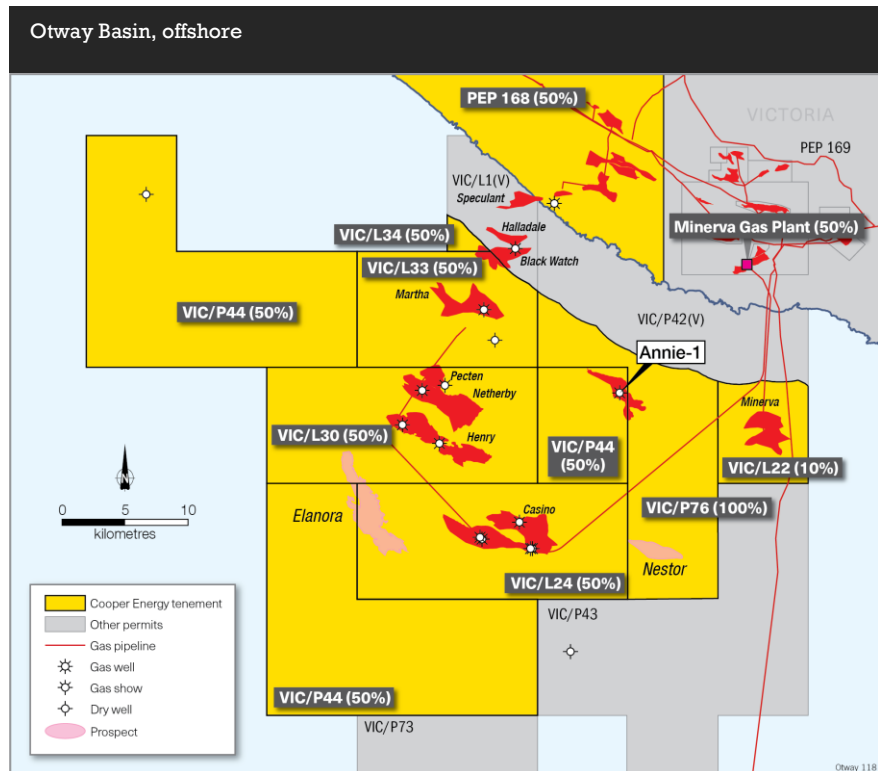 Otway Basin, offshore
PEP 168 (50%)
VICTORIA
PEP 169
VIC/L1(V)
Speculant
Minerva Gas Plant (50%)
VIC/L34 (50%)
Halladale
Black Watch
VIC/L33 (50%)
Martha
VIC/P44 (50%)
VIC/P42(V)
Annie-1
Pecten
Netherby
Minerva
VIC/L30 (50%)
Henry
VIC/P44
(50%)
VIC/L22 (10%)
N
0 5 10
kilometres
Elanora
Casino
VIC/P76 (100%)
Nestor
VIC/L24 (50%)
Cooper Energy tenement
Other permits
Gas pipeline
Gas well
Gas show
Dry well
Prospect
VIC/P43
VIC/P44 (50%)
VIC/P73
Otway 118